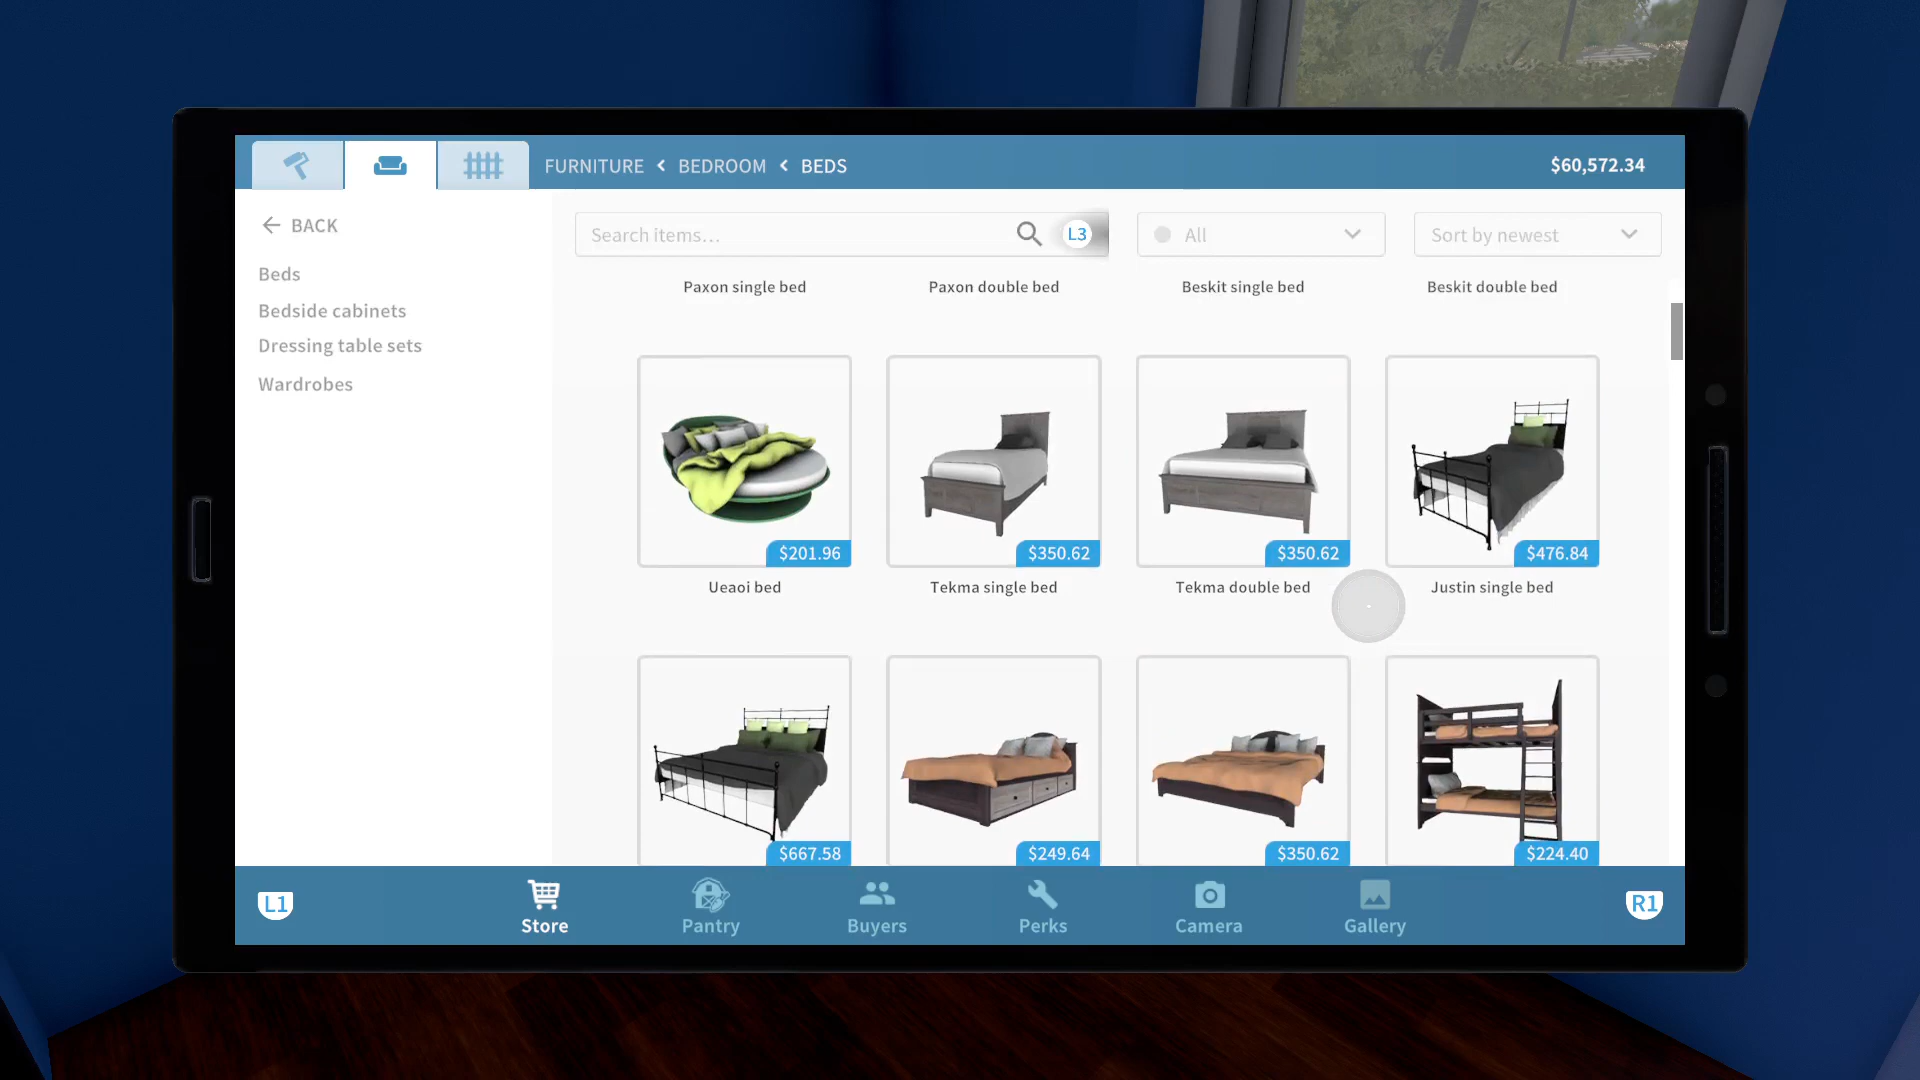 FURNITURE < BEDROOM < BEDS
$60,572.34
BACK
Beds
Bedside cabinets
Dressing table sets
Wardrobes
Search items...
L3
All
Sort by newest
Paxon single bed
Paxon double bed
Beskit single bed
Beskit double bed
$201.96
$350.62
$350.62
$476.84
Ueaoi bed
Tekma single bed
Tekma double bed
Justin single bed
$667.58
$249.64
$350.62
$224.40
L1
Store
Pantry
Buyers
Perks
Camera
Gallery
R1